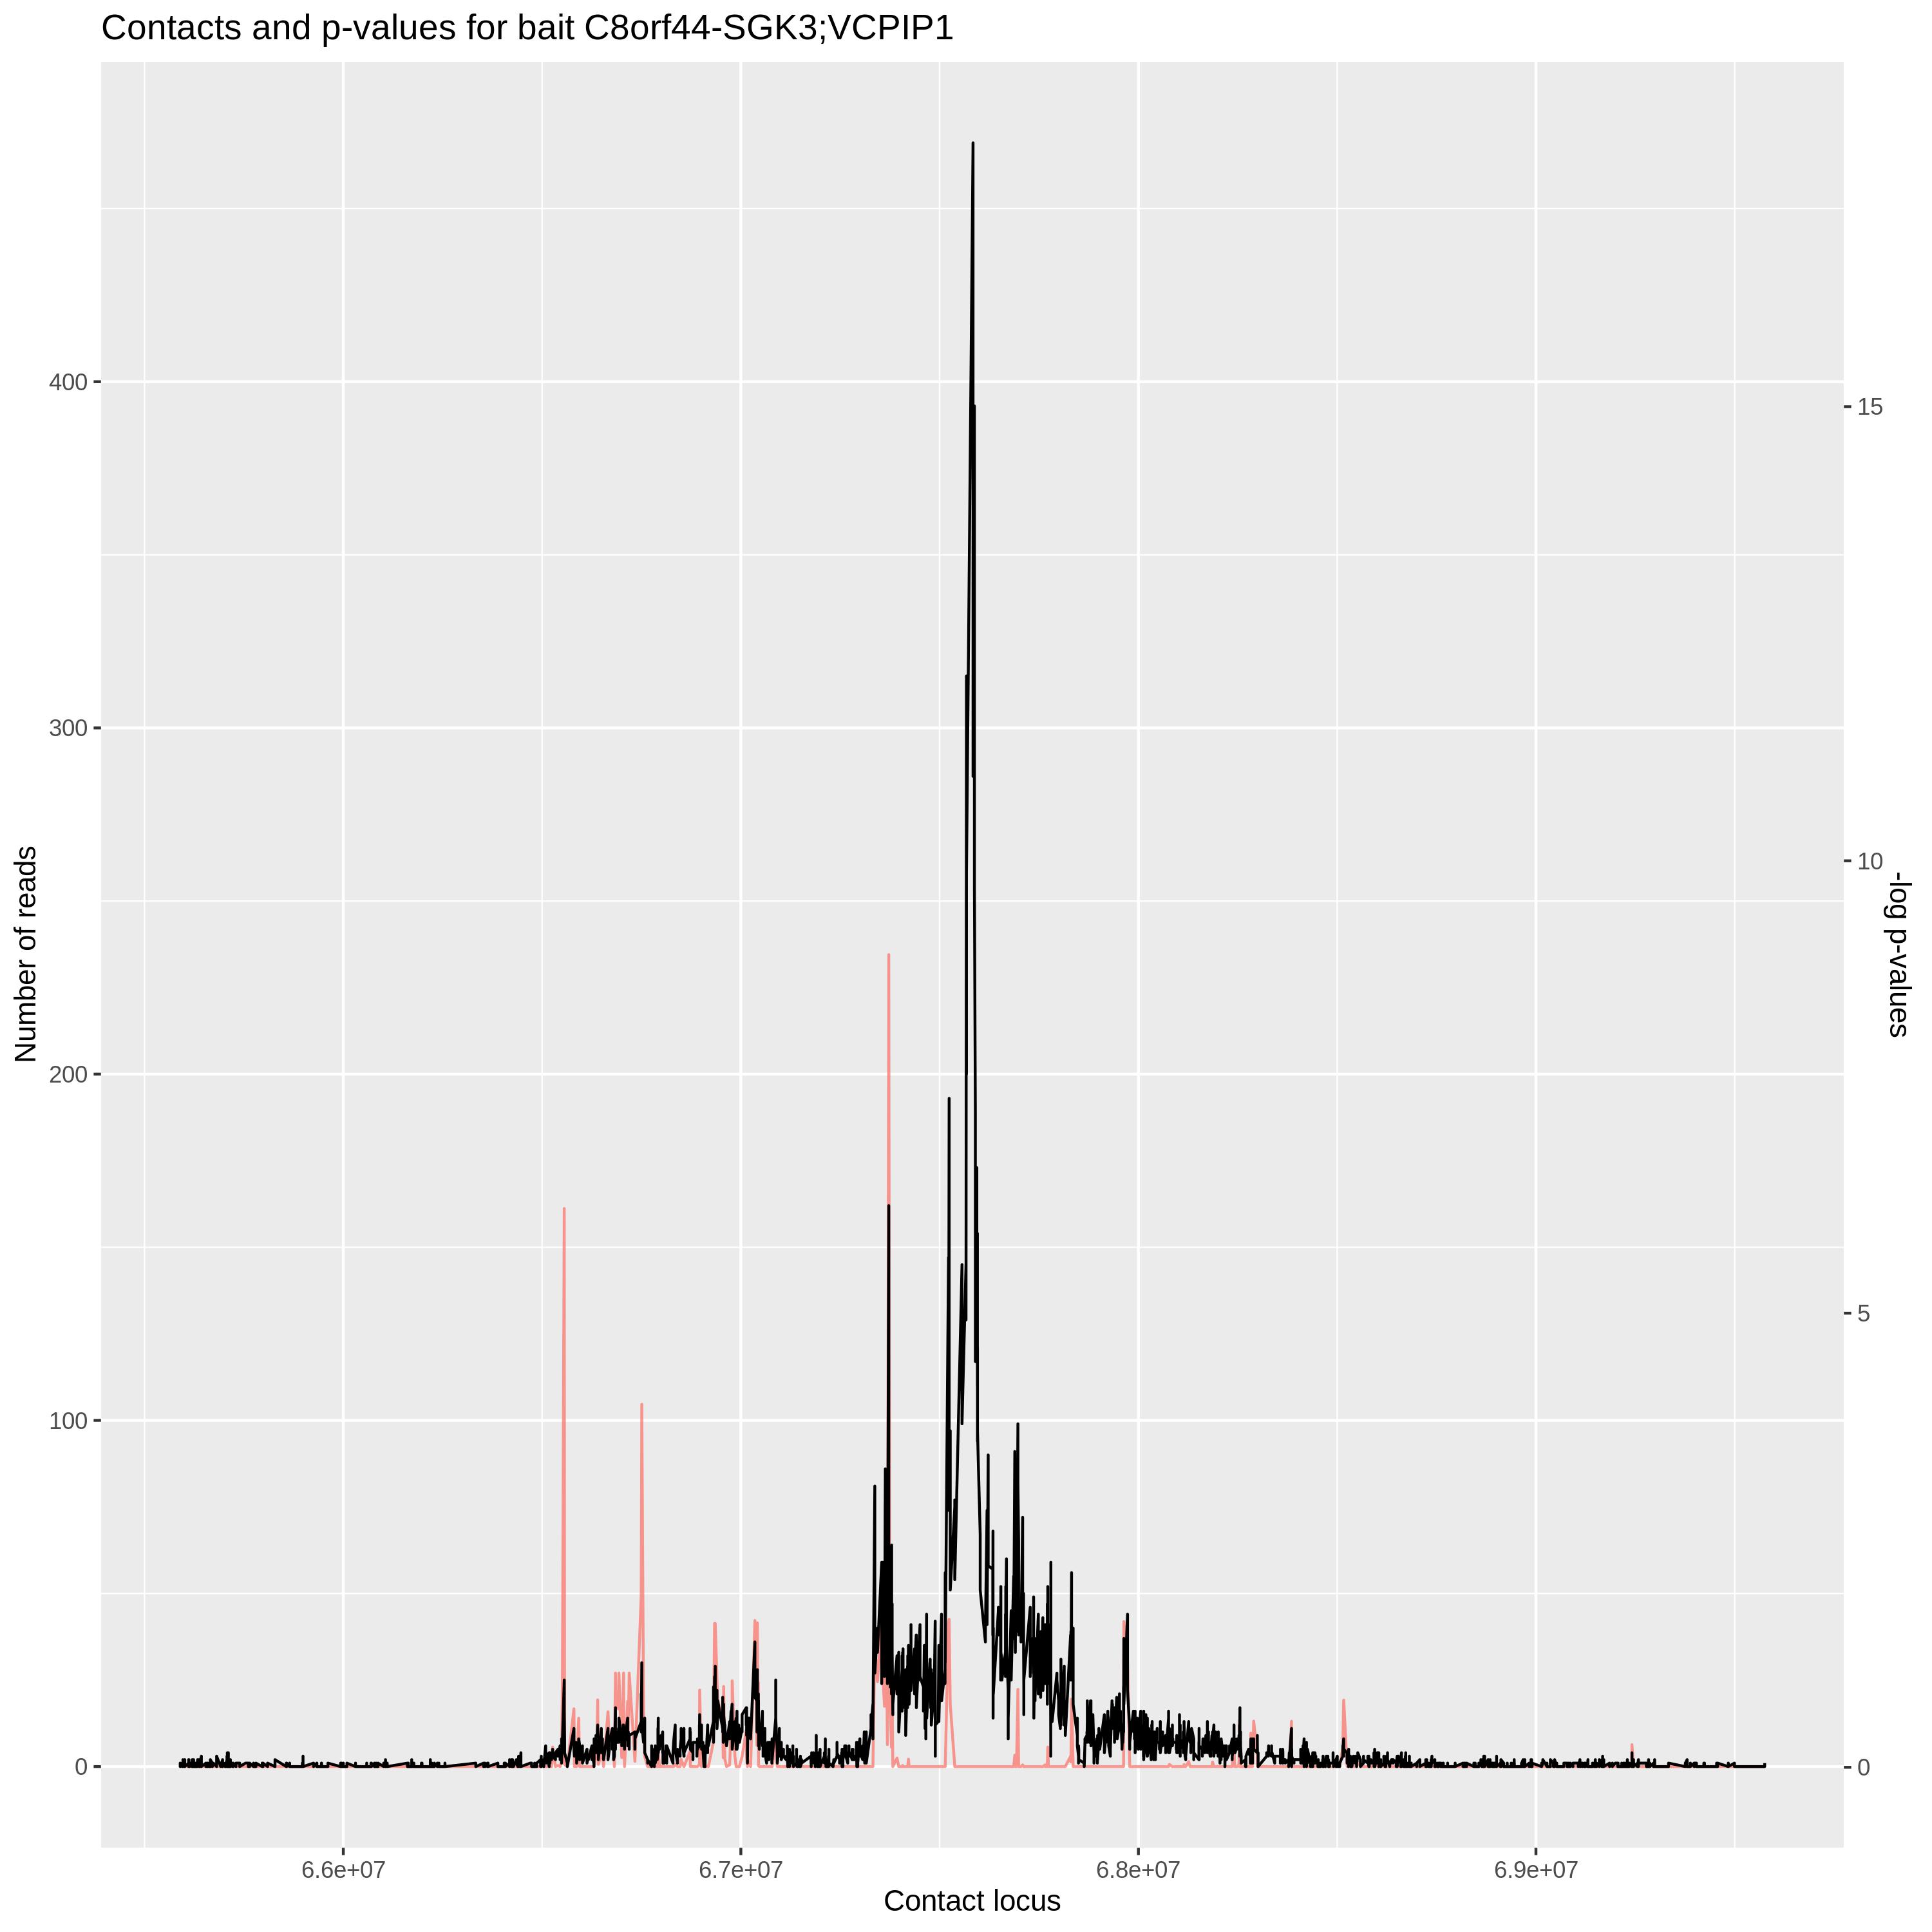 Contacts and p-values for bait C8orf44-SGK3;VCPIP1
Number of reads
400
300
200
100
0
15
10
5
0
-log p-values
6.6e+07 6.7e+07 6.8e+07 6.9e+07
Contact locus